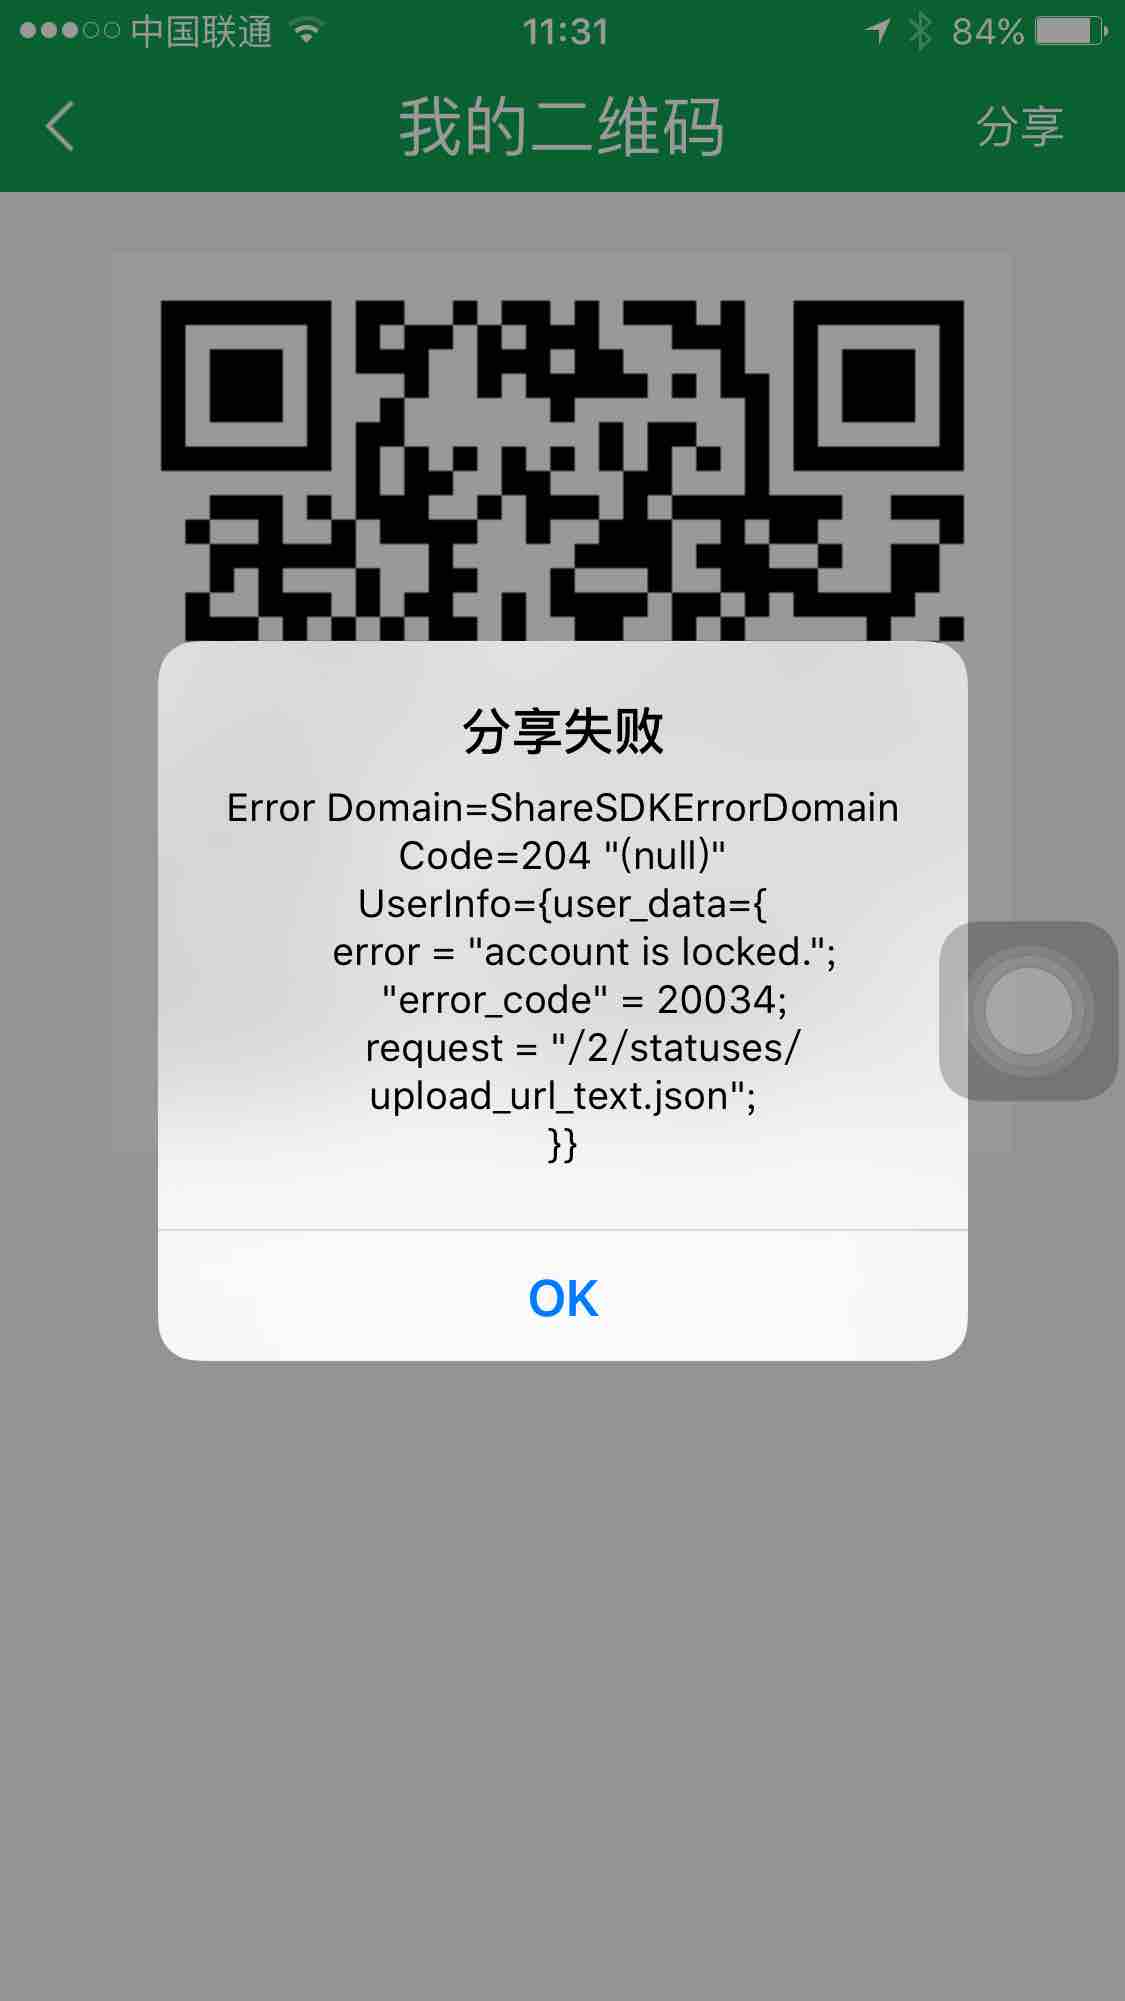 中国联通 11:31 84%
我的二维码 分享
分享失败
Error Domain=ShareSDKErrorDomain
Code=204 "(null)"
UserInfo={user_data={
error = "account is locked.";
"error_code" = 20034;
request = "/2/statuses/
upload_url_text.json";
}}
OK